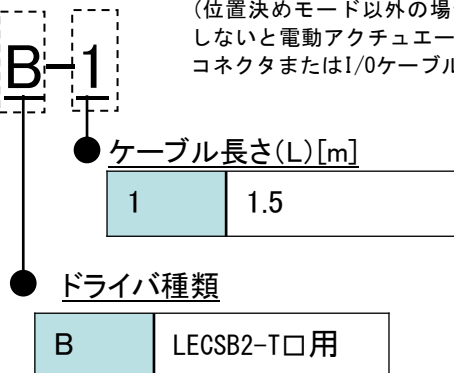 (位置決めモード以外の場
しないと電動アクチュエー
コネクタまたはI/Oケーブル
B-1
ケーブル長さ(L)[m]
1 1.5
ドライバ種類
B LECSB2-T□用